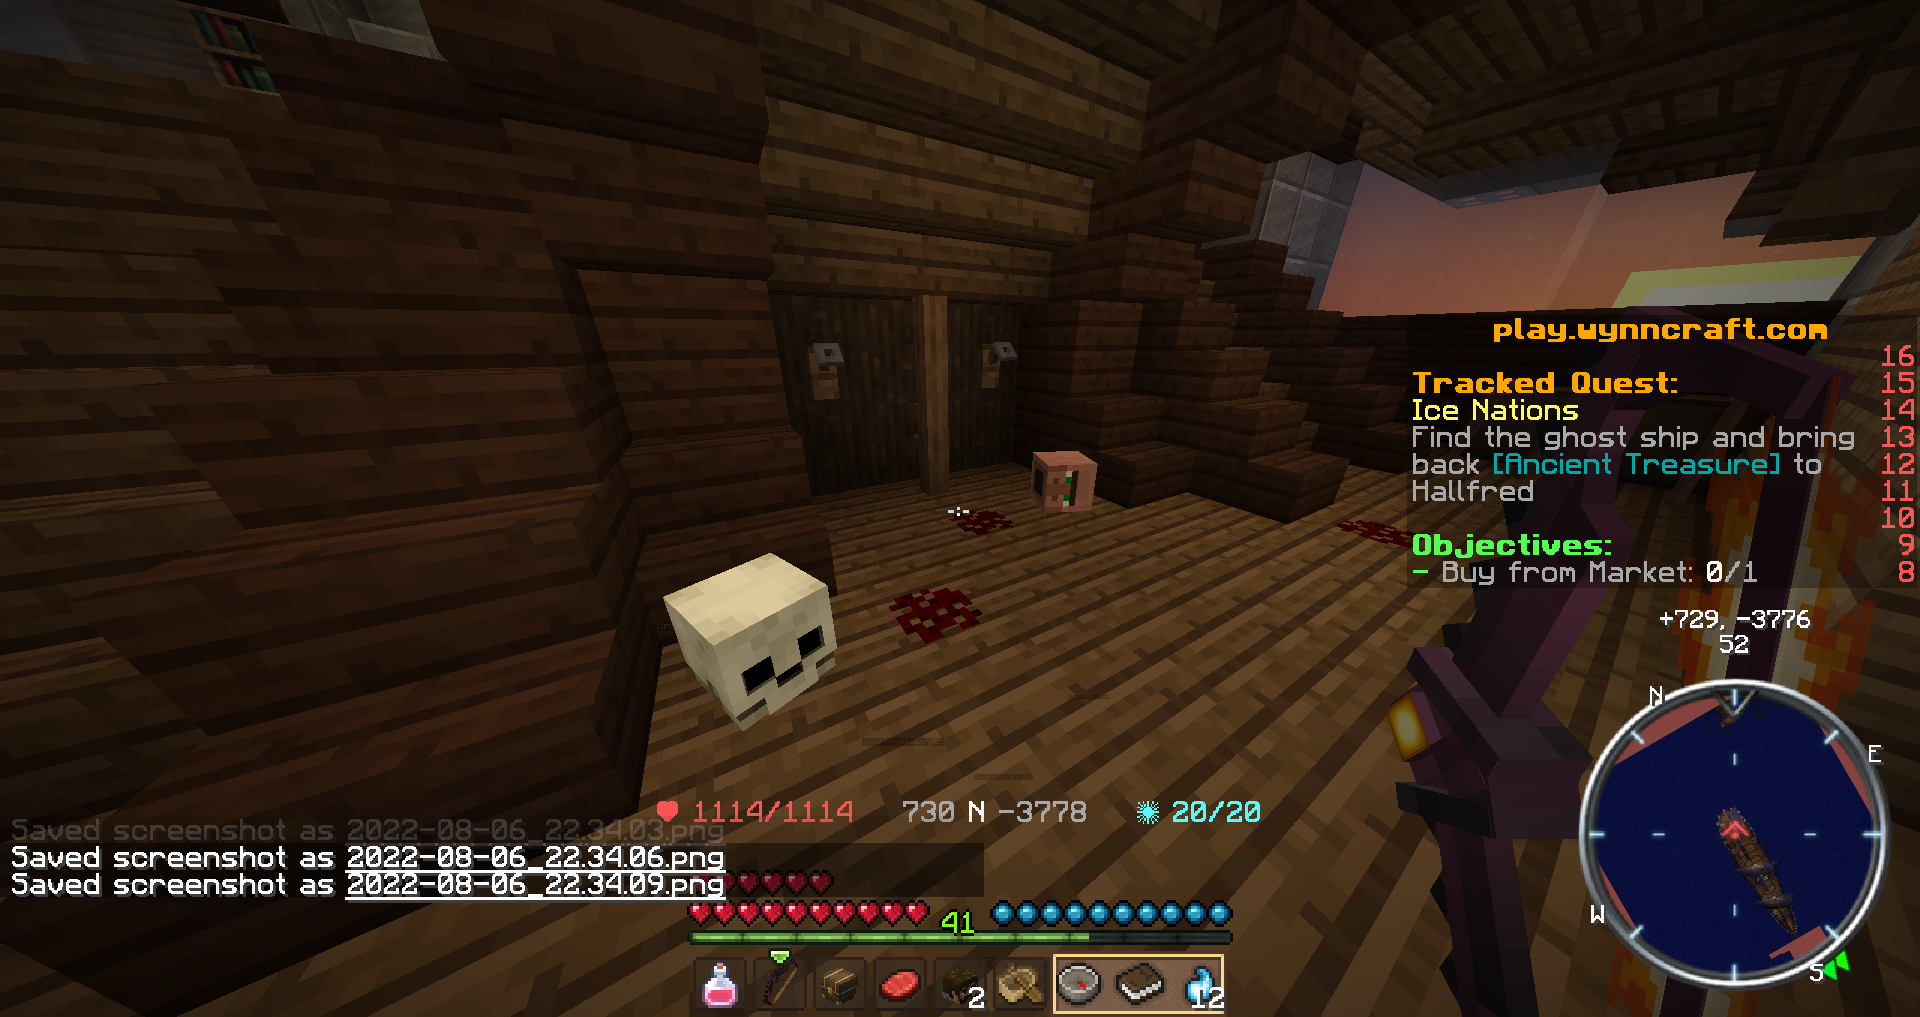 play.wynncraft.com
16
Tracked Quest: 15
Ice Nations 14
Find the ghost ship and bring 13
back [Ancient Treasure] to 12
Hallfred 11
10
Objectives: 9
- Buy from Market: 0/1 8
+729, -3776
52
N
E
W
S
1114/1114 730 N -3778 20/20
Saved screenshot as 2022-08-06_22.34.03.png
Saved screenshot as 2022-08-06_22.34.06.png
Saved screenshot as 2022-08-06_22.34.09.png
41
2
12